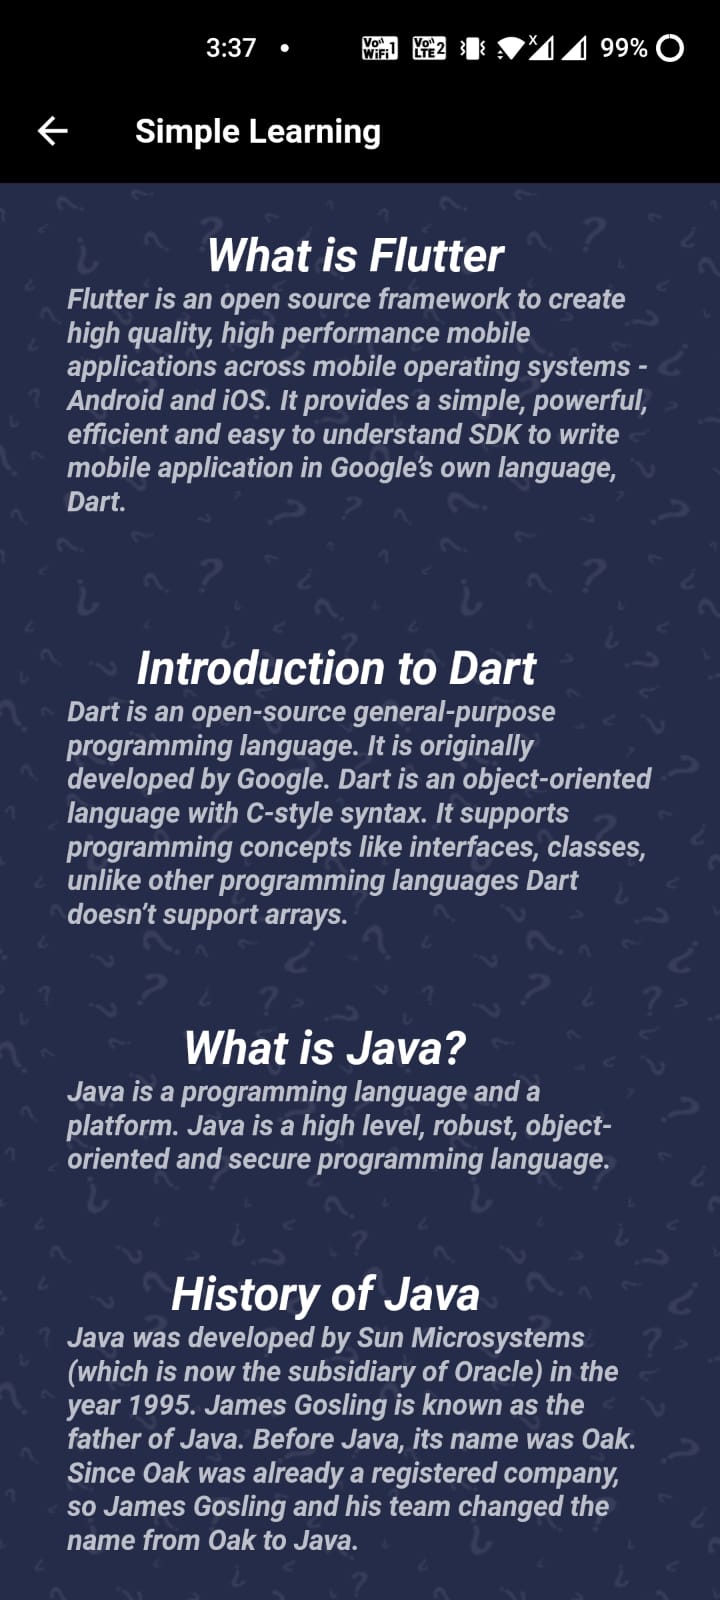 3:37
Vo WiFi 1
Vo LTE 2
X
99%
Simple Learning
What is Flutter
Flutter is an open source framework to create
high quality, high performance mobile
applications across mobile operating systems -
Android and iOS. It provides a simple, powerful,
efficient and easy to understand SDK to write
mobile application in Google’s own language,
Dart.
Introduction to Dart
Dart is an open-source general-purpose
programming language. It is originally
developed by Google. Dart is an object-oriented
language with C-style syntax. It supports
programming concepts like interfaces, classes,
unlike other programming languages Dart
doesn’t support arrays.
What is Java?
Java is a programming language and a
platform. Java is a high level, robust, object-
oriented and secure programming language.
History of Java
Java was developed by Sun Microsystems
(which is now the subsidiary of Oracle) in the
year 1995. James Gosling is known as the
father of Java. Before Java, its name was Oak.
Since Oak was already a registered company,
so James Gosling and his team changed the
name from Oak to Java.